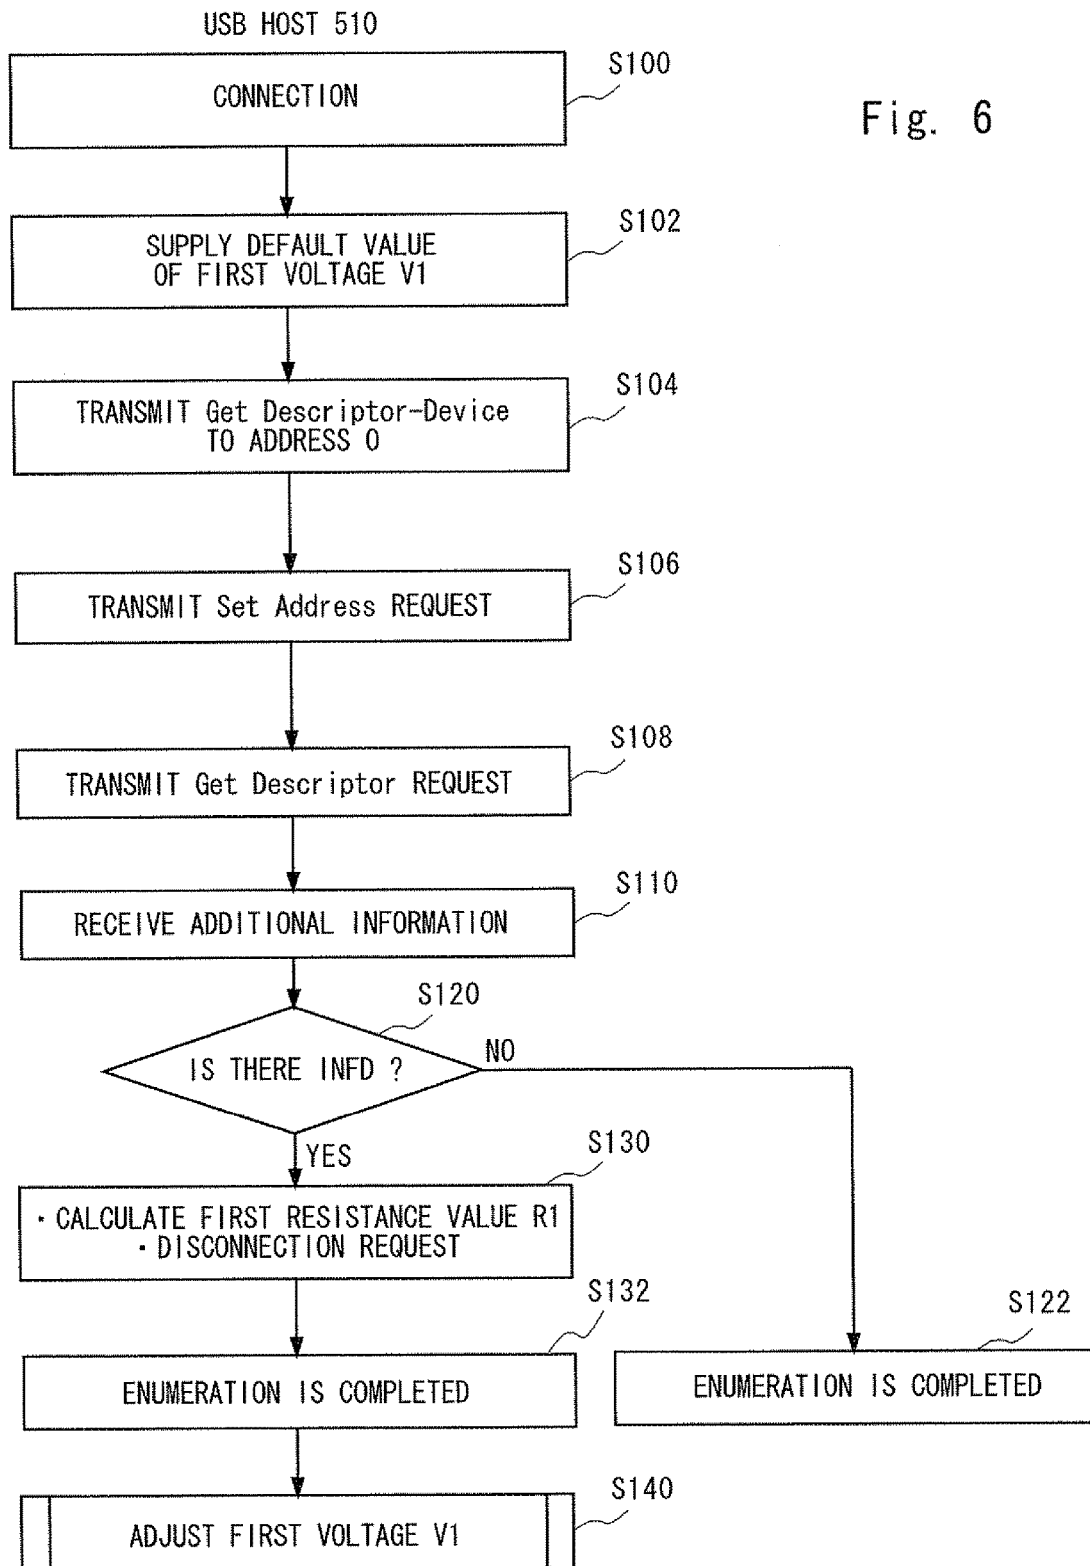 USB HOST 510
CONNECTION
S100
Fig. 6
SUPPLY DEFAULT VALUE
OF FIRST VOLTAGE V1
S102
TRANSMIT Get Descriptor-Device
TO ADDRESS 0
S104
TRANSMIT Set Address REQUEST
S106
TRANSMIT Get Descriptor REQUEST
S108
RECEIVE ADDITIONAL INFORMATION
S110
IS THERE INFD ?
S120
NO
YES
・CALCULATE FIRST RESISTANCE VALUE R1
・DISCONNECTION REQUEST
S130
ENUMERATION IS COMPLETED
S132
ENUMERATION IS COMPLETED
S122
ADJUST FIRST VOLTAGE V1
S140